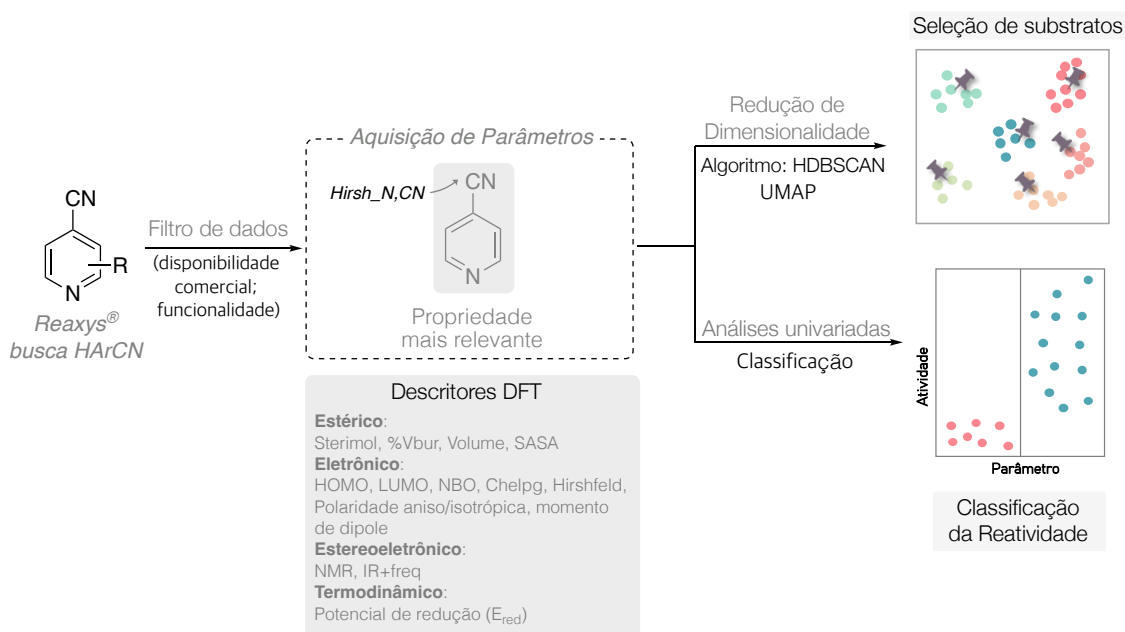 CN
R
N
Reaxys®
busca HArCN
Filtro de dados
(disponibilidade
comercial;
funcionalidade)
Aquisição de Parâmetros
Hirsh_N,CN
CN
N
Propriedade
mais relevante
Descritores DFT
Estérico:
Sterimol, %Vbur, Volume, SASA
Eletrônico:
HOMO, LUMO, NBO, Chelpg, Hirshfeld,
Polaridade aniso/isotrópica, momento
de dipole
Estereoeletrônico:
NMR, IR+freq
Termodinâmico:
Potencial de redução (Ered)
Redução de
Dimensionalidade
Algoritmo: HDBSCAN
UMAP
Seleção de substratos
Análises univariadas
Classificação
Atividade
Parâmetro
Classificação
da Reatividade